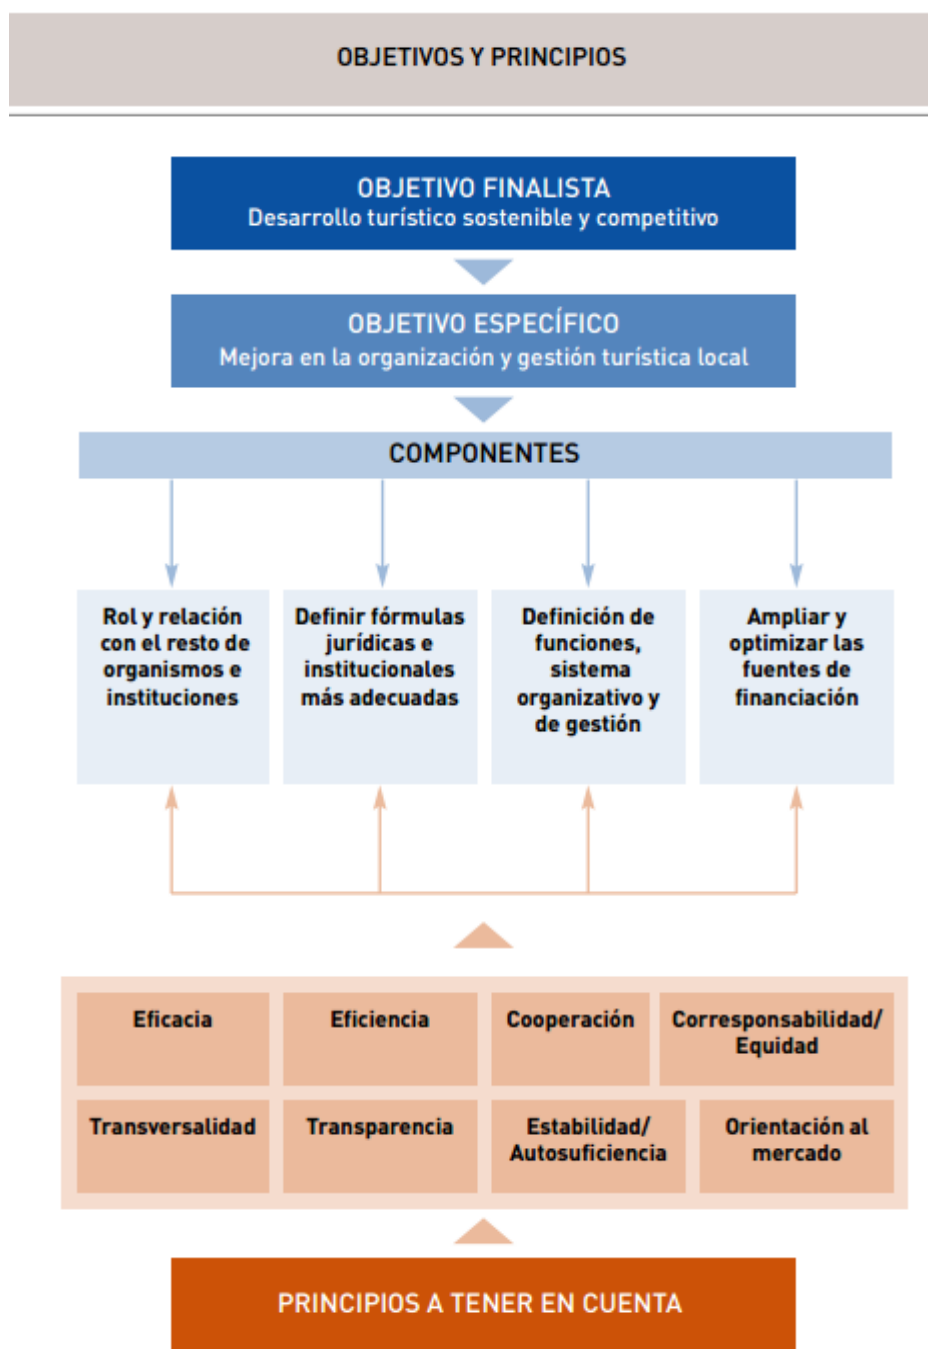 OBJETIVOS Y PRINCIPIOS
OBJETIVO FINALISTA
Desarrollo turístico sostenible y competitivo
OBJETIVO ESPECÍFICO
Mejora en la organización y gestión turística local
COMPONENTES
Rol y relación
con el resto de
organismos e
instituciones
Definir fórmulas
jurídicas e
institucionales
más adecuadas
Definición de
funciones,
sistema
organizativo y
de gestión
Ampliar y
optimizar las
fuentes de
financiación
Eficacia
Eficiencia
Cooperación
Corresponsabilidad/
Equidad
Transversalidad
Transparencia
Estabilidad/
Autosuficiencia
Orientación al
mercado
PRINCIPIOS A TENER EN CUENTA